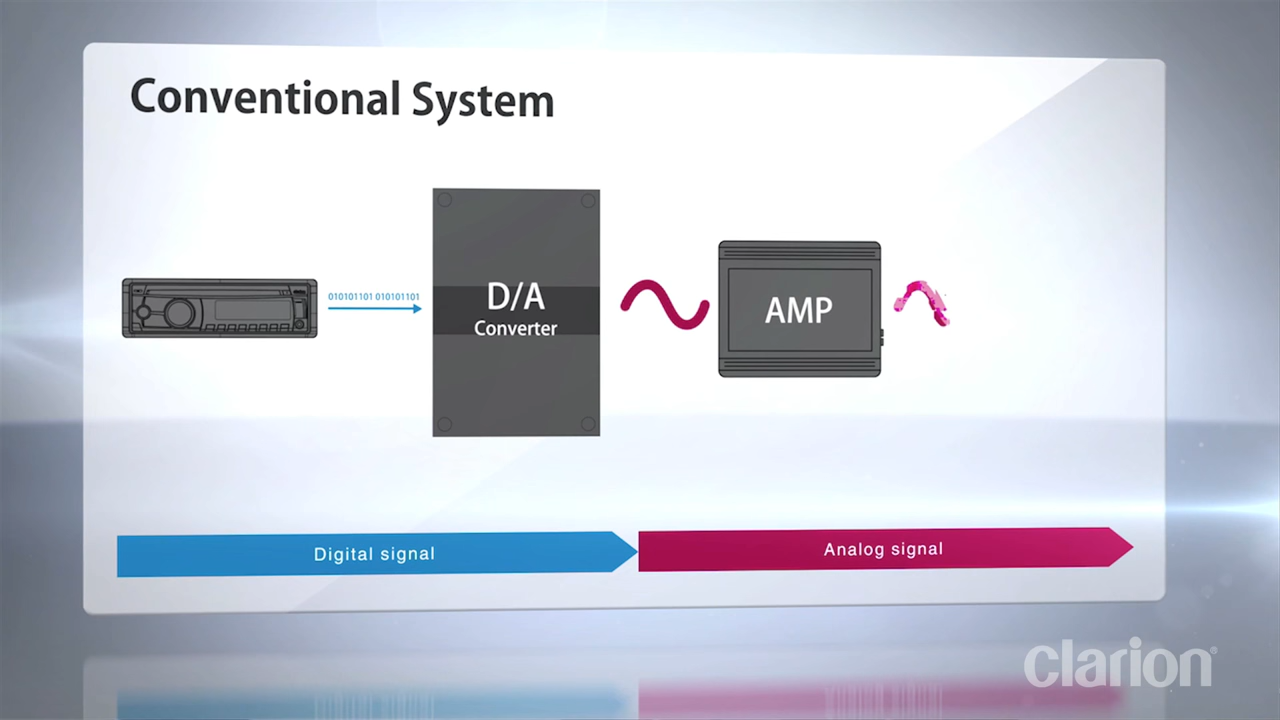 Conventional System
010101101 010101101
D/A
Converter
AMP
Digital signal
Analog signal
clarion®